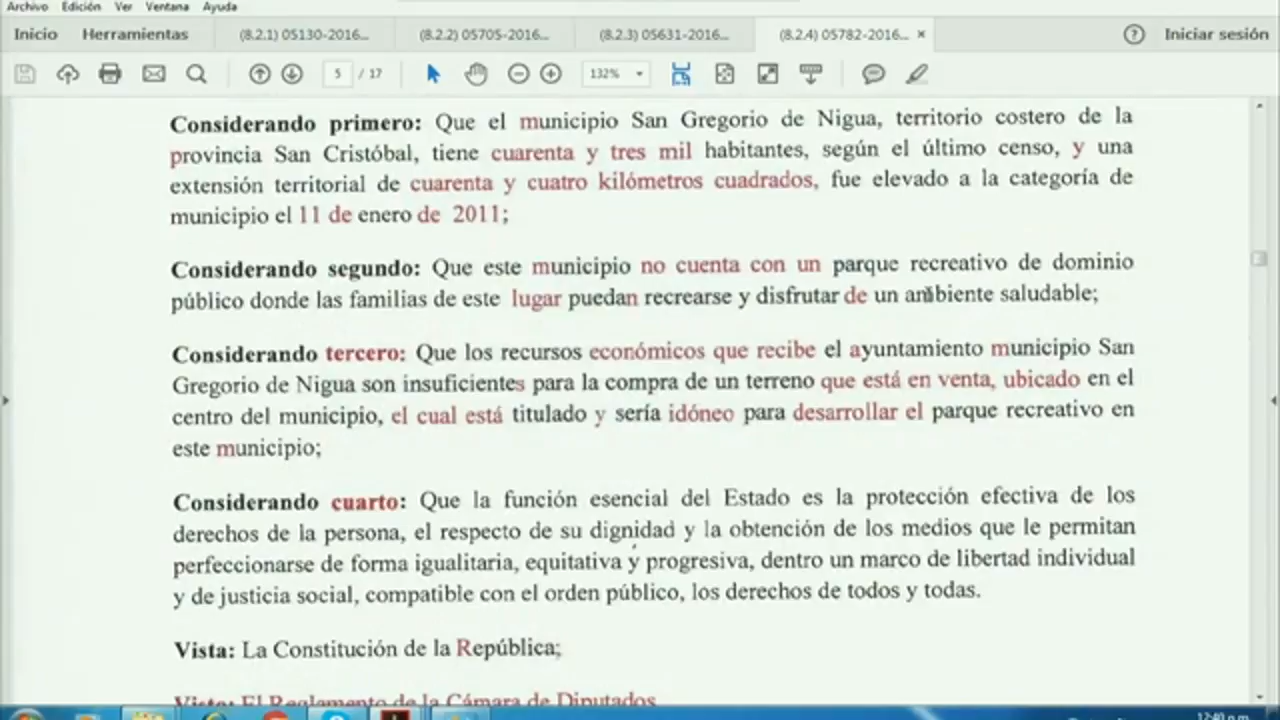 Archivo Edición Ver Ventana Ayuda
Inicio Herramientas (8.2.1) 05130-2016... (8.2.2) 05705-2016... (8.2.3) 05631-2016... (8.2.4) 05782-2016... × ? Iniciar sesión
5 / 17 132%
Considerando primero: Que el municipio San Gregorio de Nigua, territorio costero de la
provincia San Cristóbal, tiene cuarenta y tres mil habitantes, según el último censo, y una
extensión territorial de cuarenta y cuatro kilómetros cuadrados, fue elevado a la categoría de
municipio el 11 de enero de 2011;
Considerando segundo: Que este municipio no cuenta con un parque recreativo de dominio
público donde las familias de este lugar puedan recrearse y disfrutar de un ambiente saludable;
Considerando tercero: Que los recursos económicos que recibe el ayuntamiento municipio San
Gregorio de Nigua son insuficientes para la compra de un terreno que está en venta, ubicado en el
centro del municipio, el cual está titulado y sería idóneo para desarrollar el parque recreativo en
este municipio;
Considerando cuarto: Que la función esencial del Estado es la protección efectiva de los
derechos de la persona, el respecto de su dignidad y la obtención de los medios que le permitan
perfeccionarse de forma igualitaria, equitativa y progresiva, dentro un marco de libertad individual
y de justicia social, compatible con el orden público, los derechos de todos y todas.
Vista: La Constitución de la República;
Visto: El Reglamento de la Cámara de Diputados
12:40 p.m.